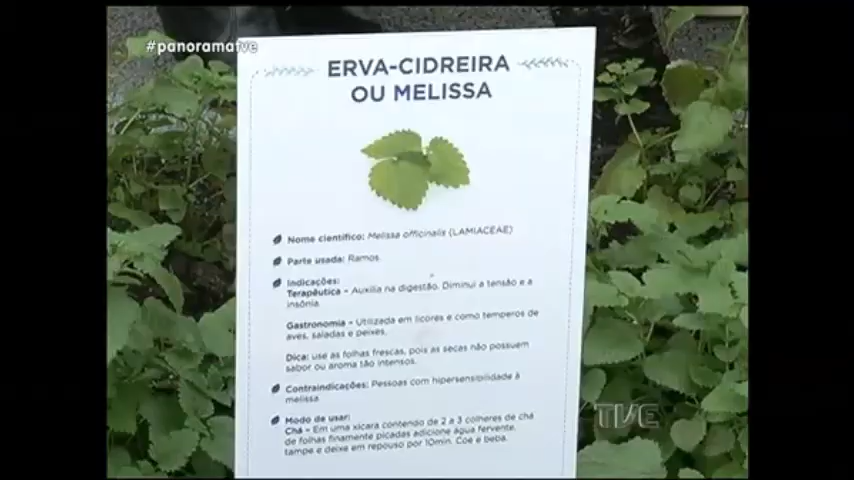 #panoramatve
ERVA-CIDREIRA
OU MELISSA
Nome científico: Melissa officinalis (LAMIACEAE)
Parte usada: Ramos.
Indicações:
Terapêutica – Auxilia na digestão. Diminui a tensão e a
insônia.
Gastronomia – Utilizada em licores e como temperos de
aves, saladas e peixes.
Dica: use as folhas frescas, pois as secas não possuem
sabor ou aroma tão intensos.
Contraindicações: Pessoas com hipersensibilidade à
melissa.
Modo de usar:
Chá – Em uma xícara contendo de 2 a 3 colheres de chá
de folhas finamente picadas adicione água fervente,
tampe e deixe em repouso por 10min. Coe e beba.
TVE